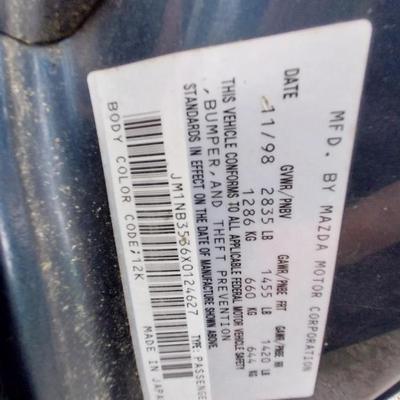 MFD. BY MAZDA MOTOR CORPORATION
DATE GVWR/PNBV GAWR/PNBE FRT GAWR/PNBE RR
11/98 2835 LB 1455 LB 1420 LB
1286 KG 660 KG 644 KG
THIS VEHICLE CONFORMS TO ALL APPLICABLE FEDERAL MOTOR VEHICLE SAFETY
, BUMPER, AND THEFT PREVENTION
STANDARDS IN EFFECT ON THE DATE OF MANUFACTURE SHOWN ABOVE.
JM1NB3536X0124627 TYPE: PASSENGE
BODY COLOR CODE:12K MADE IN JAPAN